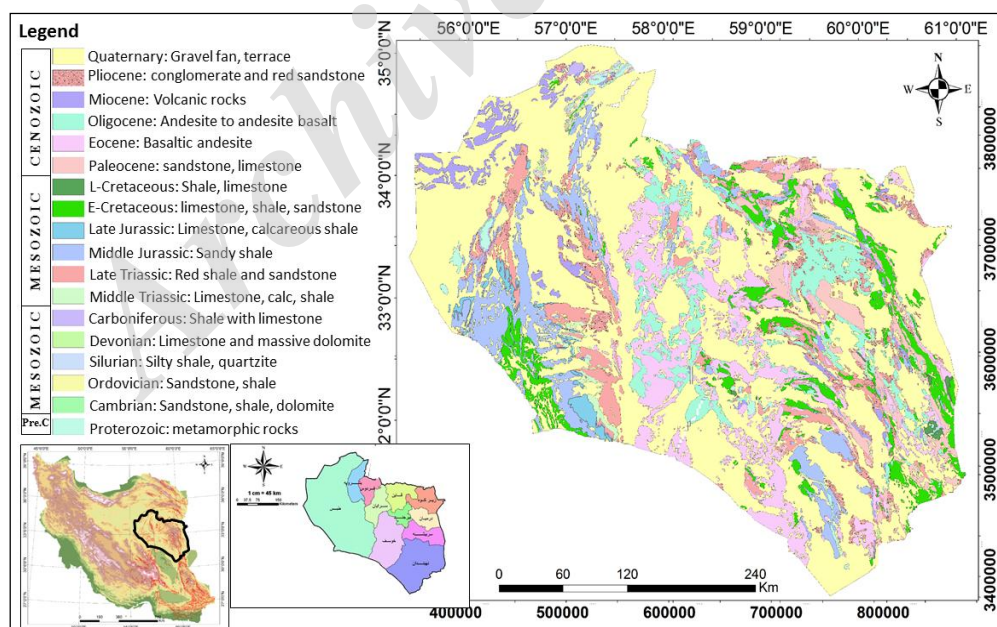 Archive
Legend
CENOZOIC
Quaternary: Gravel fan, terrace
Pliocene: conglomerate and red sandstone
Miocene: Volcanic rocks
Oligocene: Andesite to andesite basalt
Eocene: Basaltic andesite
Paleocene: sandstone, limestone
MESOZOIC
L-Cretaceous: Shale, limestone
E-Cretaceous: limestone, shale, sandstone
Late Jurassic: Limestone, calcareous shale
Middle Jurassic: Sandy shale
Late Triassic: Red shale and sandstone
Middle Triassic: Limestone, calc, shale
MESOZOIC
Carboniferous: Shale with limestone
Devonian: Limestone and massive dolomite
Silurian: Silty shale, quartzite
Ordovician: Sandstone, shale
Cambrian: Sandstone, shale, dolomite
Pre.C
Proterozoic: metamorphic rocks
56°0'0"E 57°0'0"E 58°0'0"E 59°0'0"E 60°0'0"E 61°0'0"E
35°0'0"N
34°0'0"N
33°0'0"N
2°0'0"N
N
W E
S
3800000
3700000
3600000
3500000
3400000
0 60 120 240
Km
400000 500000 600000 700000 800000
1 cm = 45 km